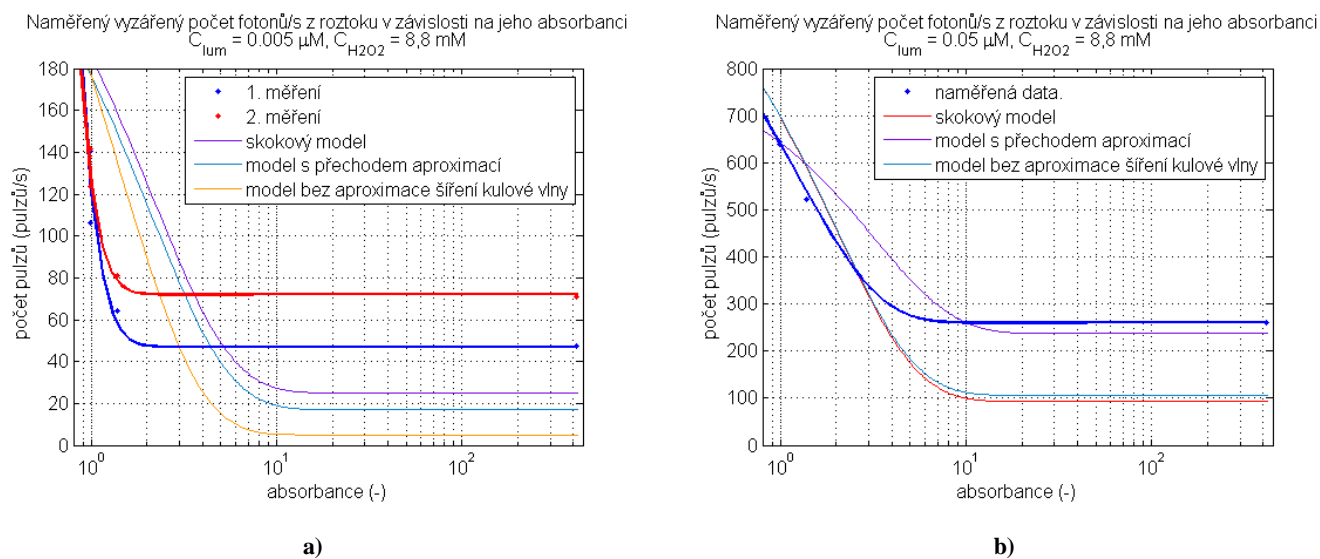 Naměřený vyzářený počet fotonů/s z roztoku v závislosti na jeho absorbanci
C_lum = 0.005 μM, C_H2O2 = 8,8 mM
180
160
140
120
100
80
60
40
20
0
počet pulzů (pulzů/s)
1. měření
2. měření
skokový model
model s přechodem aproximací
model bez aproximace šíření kulové vlny
10^0
10^1
10^2
absorbance (-)
a)
Naměřený vyzářený počet fotonů/s z roztoku v závislosti na jeho absorbanci
C_lum = 0.05 μM, C_H2O2 = 8,8 mM
800
700
600
500
400
300
200
100
0
počet pulzů (pulzů/s)
naměřená data.
skokový model
model s přechodem aproximací
model bez aproximace šíření kulové vlny
10^0
10^1
10^2
absorbance (-)
b)